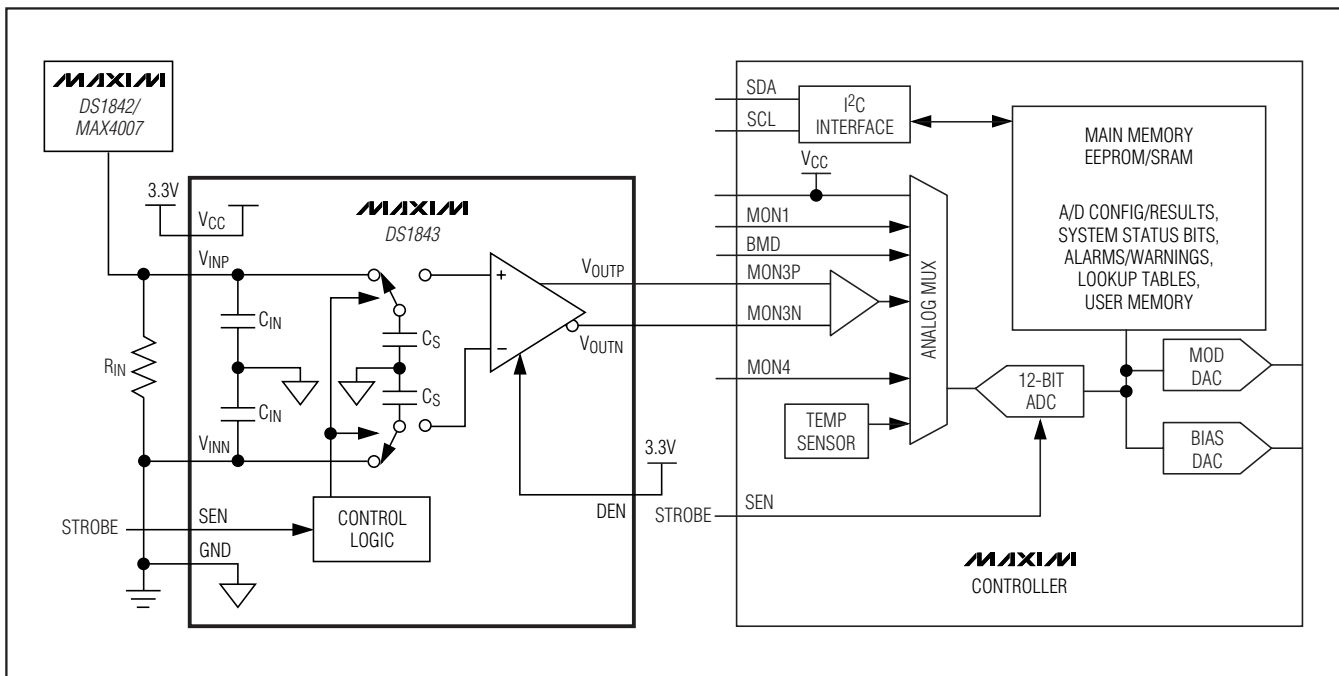 MAXIM
DS1842/
MAX4007
3.3V
VCC
MAXIM
DS1843
VINP
CIN
RIN
CIN
VINN
CS
CS
+
−
VOUTP
VOUTN
3.3V
DEN
STROBE
SEN
CONTROL
LOGIC
GND
SDA
SCL
I²C
INTERFACE
VCC
MON1
BMD
MON3P
MON3N
MON4
ANALOG MUX
TEMP
SENSOR
STROBE
SEN
MAIN MEMORY
EEPROM/SRAM
A/D CONFIG/RESULTS,
SYSTEM STATUS BITS,
ALARMS/WARNINGS,
LOOKUP TABLES,
USER MEMORY
12-BIT
ADC
MOD
DAC
BIAS
DAC
MAXIM
CONTROLLER